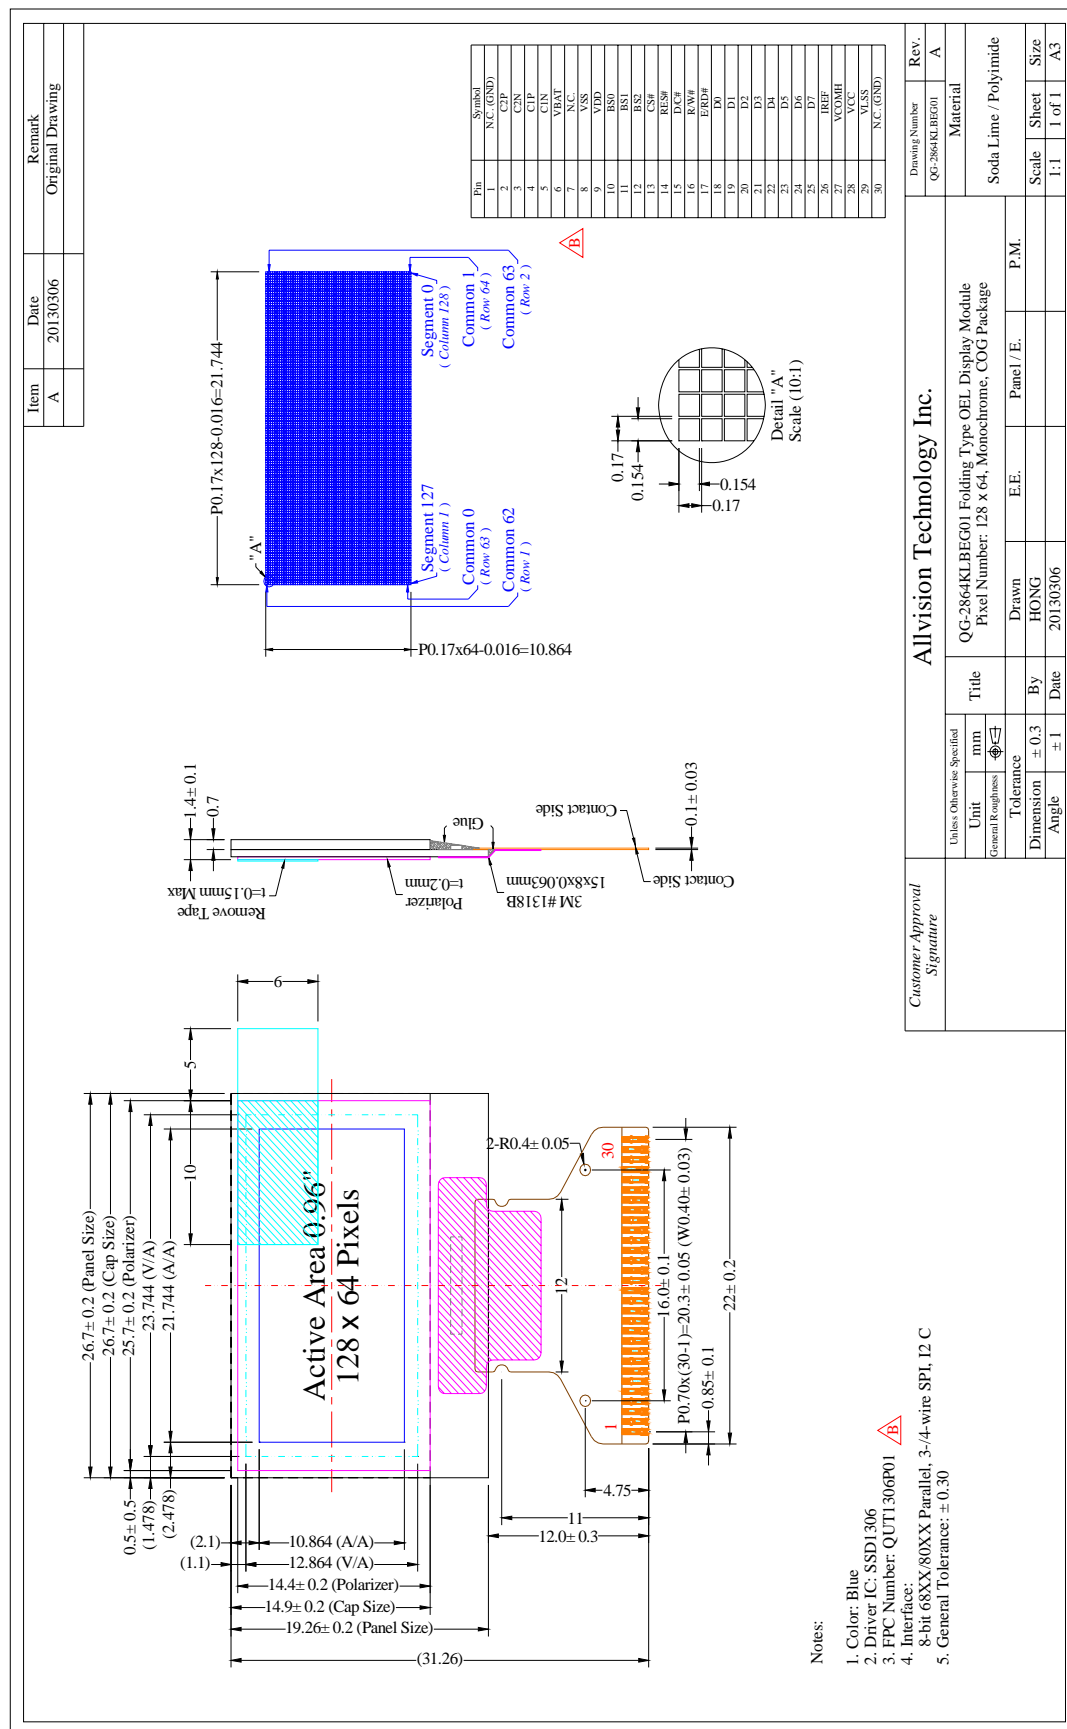 Item Date Remark
A 20130306 Original Drawing
26.7±0.2 (Panel Size)
26.7±0.2 (Cap Size)
25.7±0.2 (Polarizer)
23.744 (V/A)
21.744 (A/A)
0.5±0.5
(1.478)
(2.478)
10
5
6
(2.1)
(1.1)
10.864 (A/A)
12.864 (V/A)
14.4±0.2 (Polarizer)
14.9±0.2 (Cap Size)
19.26±0.2 (Panel Size)
(31.26)
Active Area 0.96"
128 x 64 Pixels
2-R0.4±0.05
12
1
30
4.75
11
12.0±0.3
16.0±0.1
P0.70x(30-1)=20.3±0.05 (W0.40±0.03)
0.85±0.1
22±0.2
1.4±0.1
0.7
Remove Tape
t=0.15mm Max
Polarizer
t=0.2mm
3M #1318B
15x8x0.063mm
Glue
Contact Side
Contact Side
0.1±0.03
P0.17x128-0.016=21.744
"A"
P0.17x64-0.016=10.864
Segment 127
( Column 1 )
Common 0
( Row 63 )
Common 62
( Row 1 )
Segment 0
( Column 128 )
Common 1
( Row 64 )
Common 63
( Row 2 )
0.17
0.154
0.154
0.17
Detail "A"
Scale (10:1)
B
Pin Symbol
1 N.C. (GND)
2 C2P
3 C2N
4 C1P
5 C1N
6 VBAT
7 N.C.
8 VSS
9 VDD
10 BS0
11 BS1
12 BS2
13 CS#
14 RES#
15 D/C#
16 R/W#
17 E/RD#
18 D0
19 D1
20 D2
21 D3
22 D4
23 D5
24 D6
25 D7
26 IREF
27 VCOMH
28 VCC
29 VLSS
30 N.C. (GND)
Notes:
1. Color: Blue
2. Driver IC: SSD1306
3. FPC Number: QUT1306P01 B
4. Interface:
8-bit 68XX/80XX Parallel, 3-/4-wire SPI, I2 C
5. General Tolerance: ±0.30
Customer Approval
Signature
Allvision Technology Inc.
Drawing Number Rev.
QG-2864KLBEG01 A
Unless Otherwise Specified
Unit mm
General Roughness
Tolerance
Dimension ±0.3
Angle ±1
Title
QG-2864KLBEG01 Folding Type OEL Display Module
Pixel Number: 128 x 64, Monochrome, COG Package
Material
Soda Lime / Polyimide
Drawn E.E. Panel / E. P.M.
By HONG
Date 20130306
Scale Sheet Size
1:1 1 of 1 A3